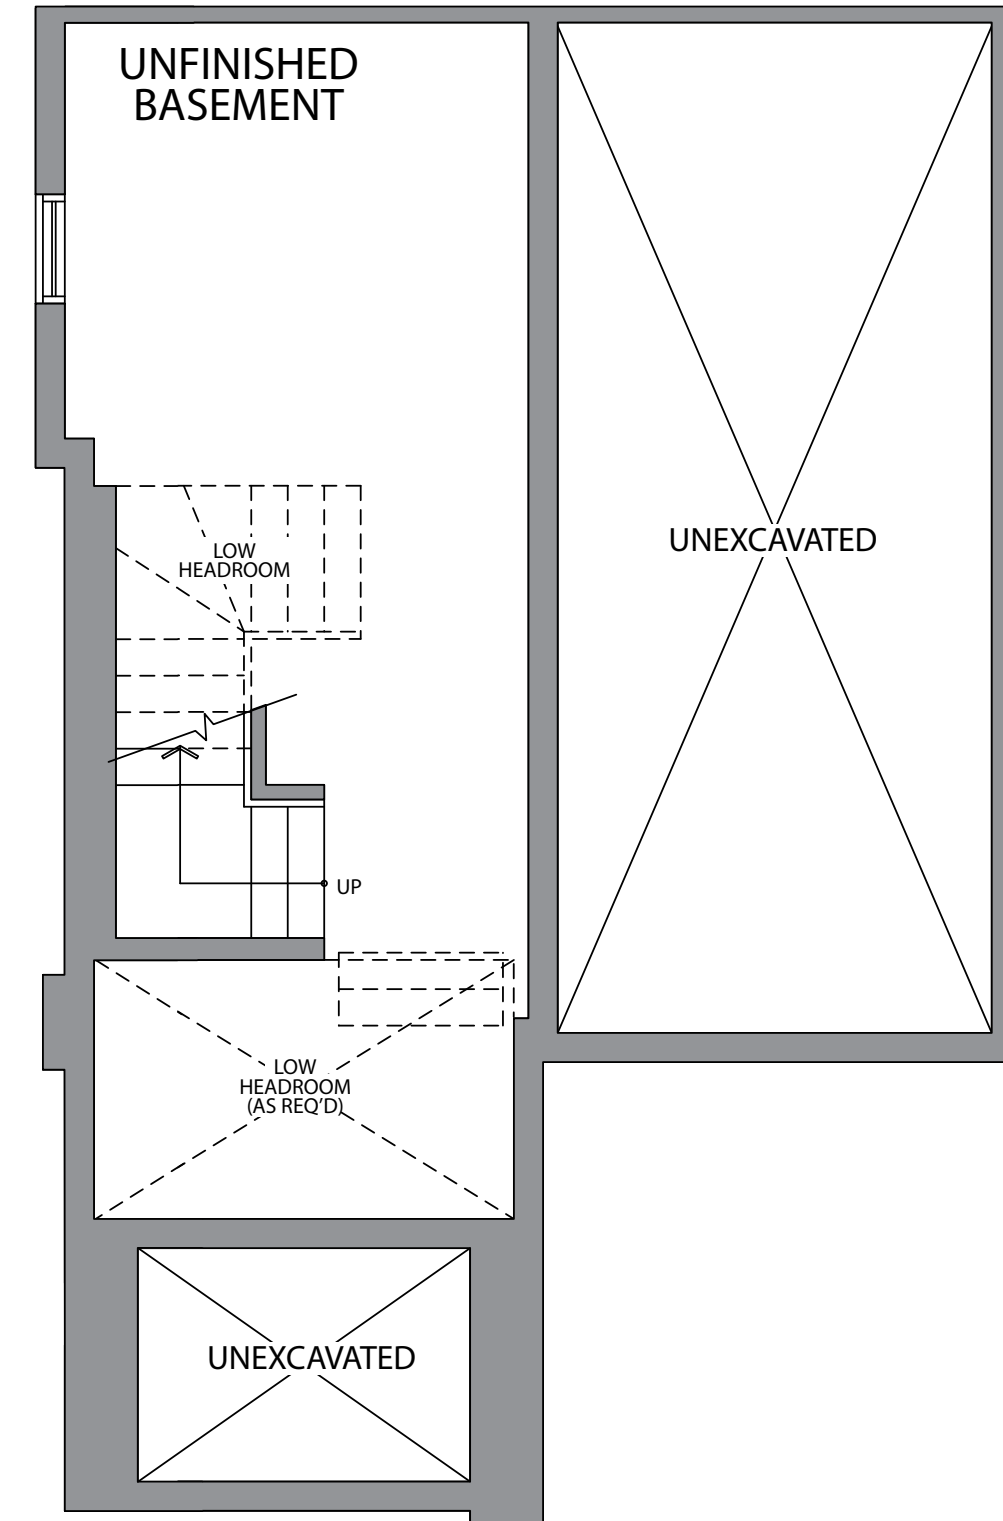 UNFINISHED
BASEMENT
UNEXCAVATED
LOW
HEADROOM
UP
LOW
HEADROOM
(AS REQ’D)
UNEXCAVATED